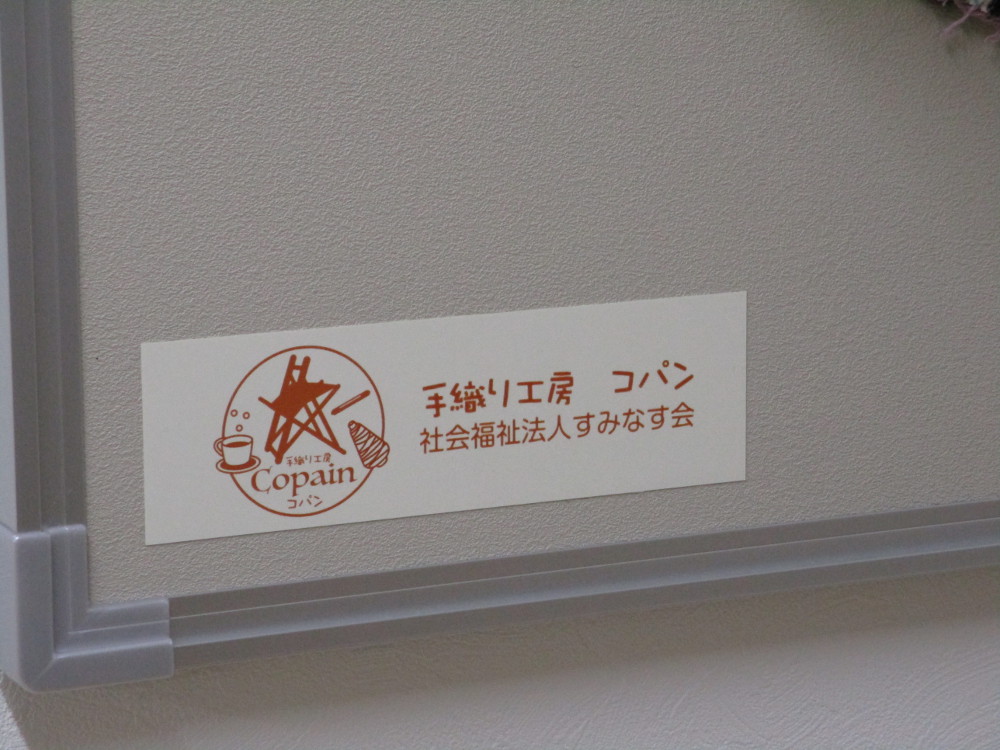 手織り工房
Copain
コパン
手織り工房 コパン
社会福祉法人すみなす会